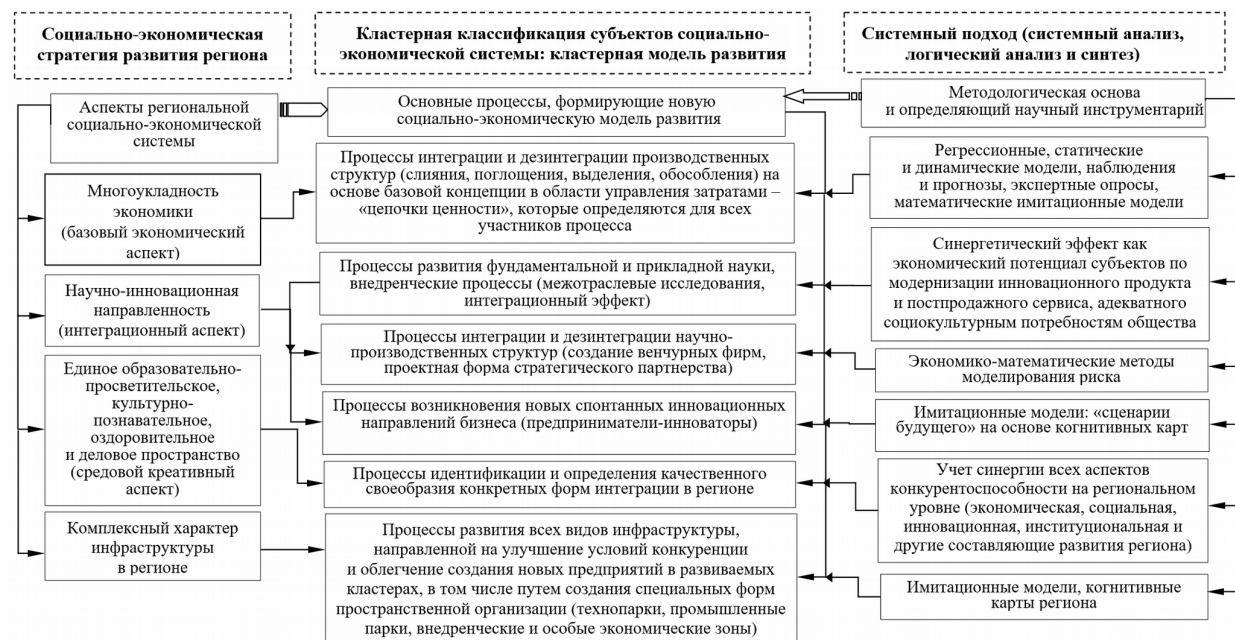 Социально-экономическая
стратегия развития региона
Кластерная классификация субъектов социально-
экономической системы: кластерная модель развития
Системный подход (системный анализ,
логический анализ и синтез)
Аспекты региональной
социально-экономической
системы
Основные процессы, формирующие новую
социально-экономическую модель развития
Методологическая основа
и определяющий научный инструментарий
Многоукладность
экономики
(базовый экономический
аспект)
Процессы интеграции и дезинтеграции производственных
структур (слияния, поглощения, выделения, обособления) на
основе базовой концепции в области управления затратами –
«цепочки ценности», которые определяются для всех
участников процесса
Регрессионные, статические
и динамические модели, наблюдения
и прогнозы, экспертные опросы,
математические имитационные модели
Научно-инновационная
направленность
(интеграционный аспект)
Процессы развития фундаментальной и прикладной науки,
внедренческие процессы (межотраслевые исследования,
интеграционный эффект)
Синергетический эффект как
экономический потенциал субъектов по
модернизации инновационного продукта
и постпродажного сервиса, адекватного
социокультурным потребностям общества
Процессы интеграции и дезинтеграции научно-
производственных структур (создание венчурных фирм,
проектная форма стратегического партнерства)
Экономико-математические методы
моделирования риска
Единое образовательно-
просветительское,
культурно-
познавательное,
оздоровительное
и деловое пространство
(средовой креативный
аспект)
Процессы возникновения новых спонтанных инновационных
направлений бизнеса (предприниматели-инноваторы)
Имитационные модели: «сценарии
будущего» на основе когнитивных карт
Процессы идентификации и определения качественного
своеобразия конкретных форм интеграции в регионе
Учет синергии всех аспектов
конкурентоспособности на региональном
уровне (экономическая, социальная,
инновационная, институциональная и
другие составляющие развития региона)
Комплексный характер
инфраструктуры
в регионе
Процессы развития всех видов инфраструктуры,
направленной на улучшение условий конкуренции
и облегчение создания новых предприятий в развиваемых
кластерах, в том числе путем создания специальных форм
пространственной организации (технопарки, промышленные
парки, внедренческие и особые экономические зоны)
Имитационные модели, когнитивные
карты региона